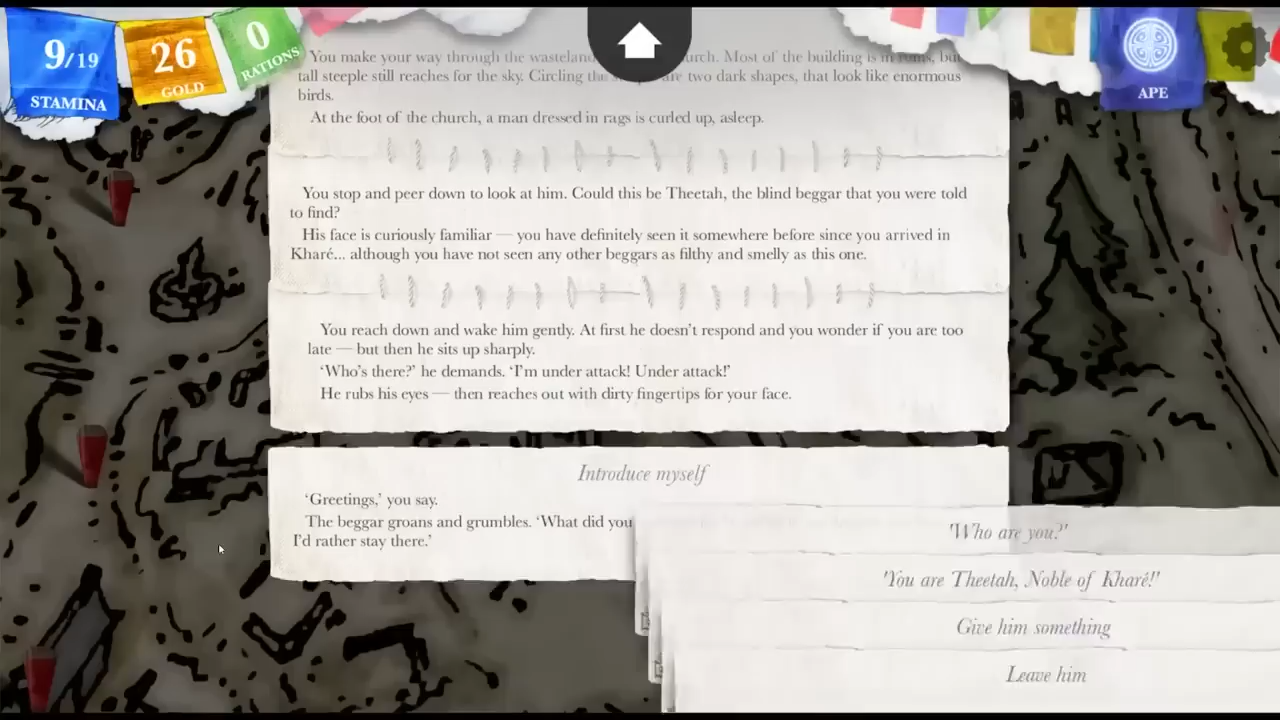 9/19
STAMINA
26
GOLD
0
RATIONS
APE
You make your way through the wasteland urch. Most of the building is in ruins, but
tall steeple still reaches for the sky. Circling the are two dark shapes, that look like enormous
birds.
At the foot of the church, a man dressed in rags is curled up, asleep.
You stop and peer down to look at him. Could this be Theetah, the blind beggar that you were told
to find?
His face is curiously familiar — you have definitely seen it somewhere before since you arrived in
Kharé... although you have not seen any other beggars as filthy and smelly as this one.
You reach down and wake him gently. At first he doesn't respond and you wonder if you are too
late — but then he sits up sharply.
'Who's there?' he demands. 'I'm under attack! Under attack!'
He rubs his eyes — then reaches out with dirty fingertips for your face.
Introduce myself
'Greetings,' you say.
The beggar groans and grumbles. 'What did you
I'd rather stay there.'
'Who are you?'
'You are Theetah, Noble of Kharé!'
Give him something
Leave him